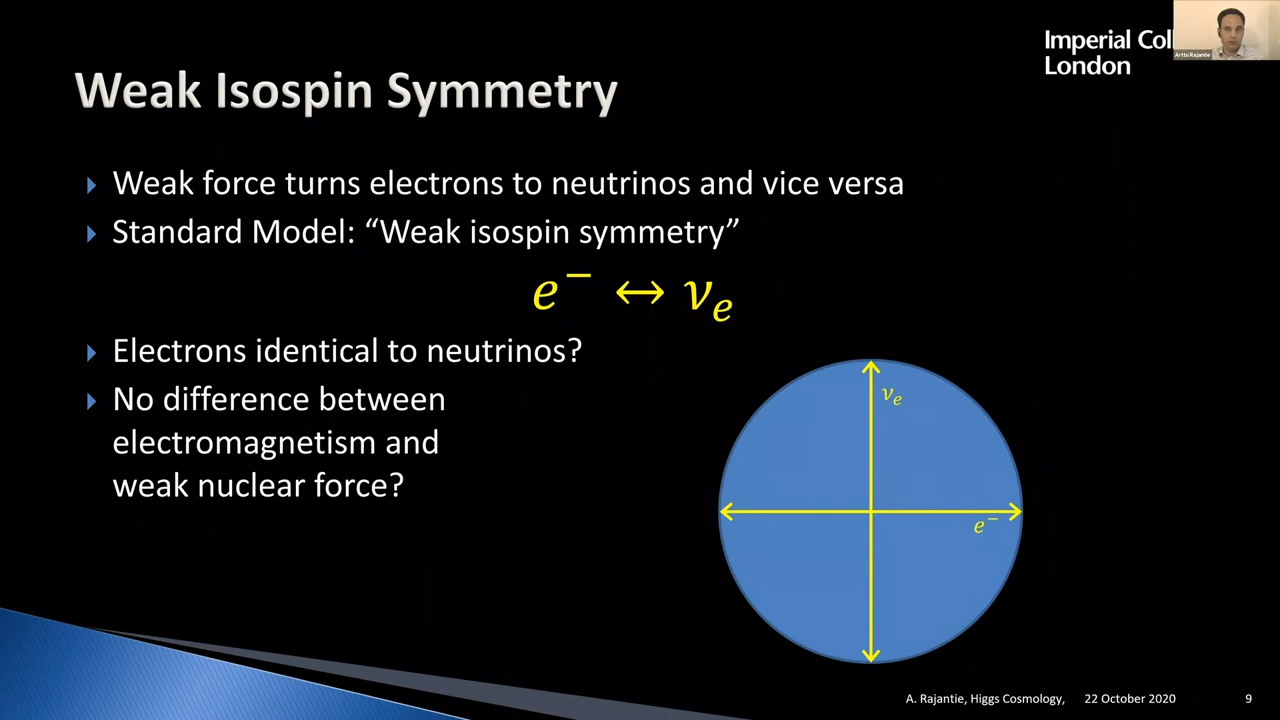 Imperial Col
London
Arttu Rajantie
Weak Isospin Symmetry
Weak force turns electrons to neutrinos and vice versa
Standard Model: “Weak isospin symmetry”
e⁻ ↔ νₑ
Electrons identical to neutrinos?
No difference between
electromagnetism and
weak nuclear force?
νₑ
e⁻
A. Rajantie, Higgs Cosmology, 22 October 2020 9